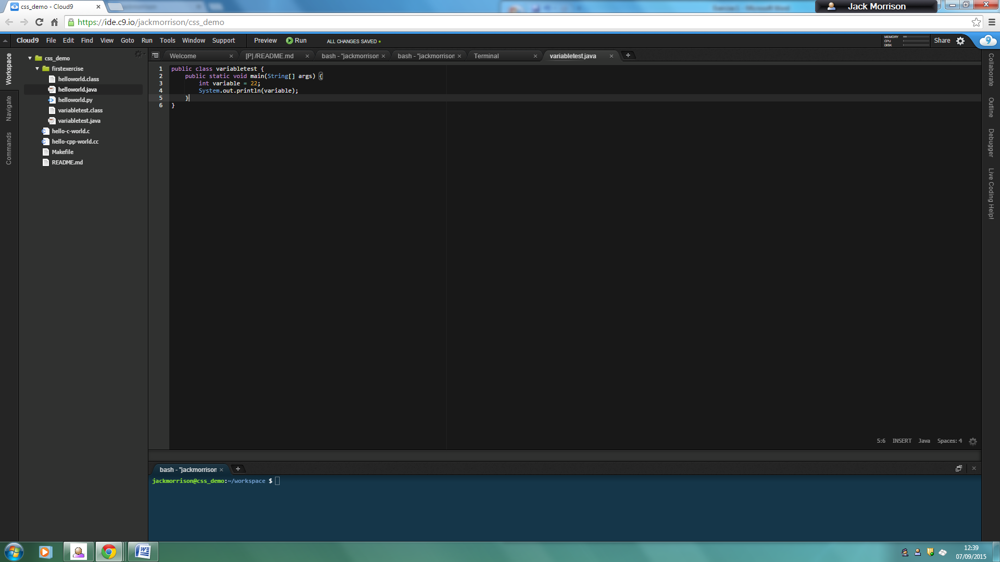 css_demo - Cloud9
Jack Morrison
https://ide.c9.io/jackmorrison/css_demo
Cloud9 File Edit Find View Goto Run Tools Window Support Preview Run ALL CHANGES SAVED
MEMORY
CPU
DISK
Share
Workspace
Navigate
Commands
css_demo
firstexercise
helloworld.class
helloworld.java
helloworld.py
variabletest.class
variabletest.java
hello-c-world.c
hello-cpp-world.cc
Makefile
README.md
Welcome [P] /README.md bash - "jackmorrison bash - "jackmorrison Terminal variabletest.java
1 public class variabletest {
2 public static void main(String[] args) {
3 int variable = 22;
4 System.out.println(variable);
5 }
6 }
Collaborate
Outline
Debugger
Live Coding Help!
5:6 INSERT Java Spaces: 4
bash - "jackmorrison
jackmorrison@css_demo:~/workspace $
12:39
07/09/2015